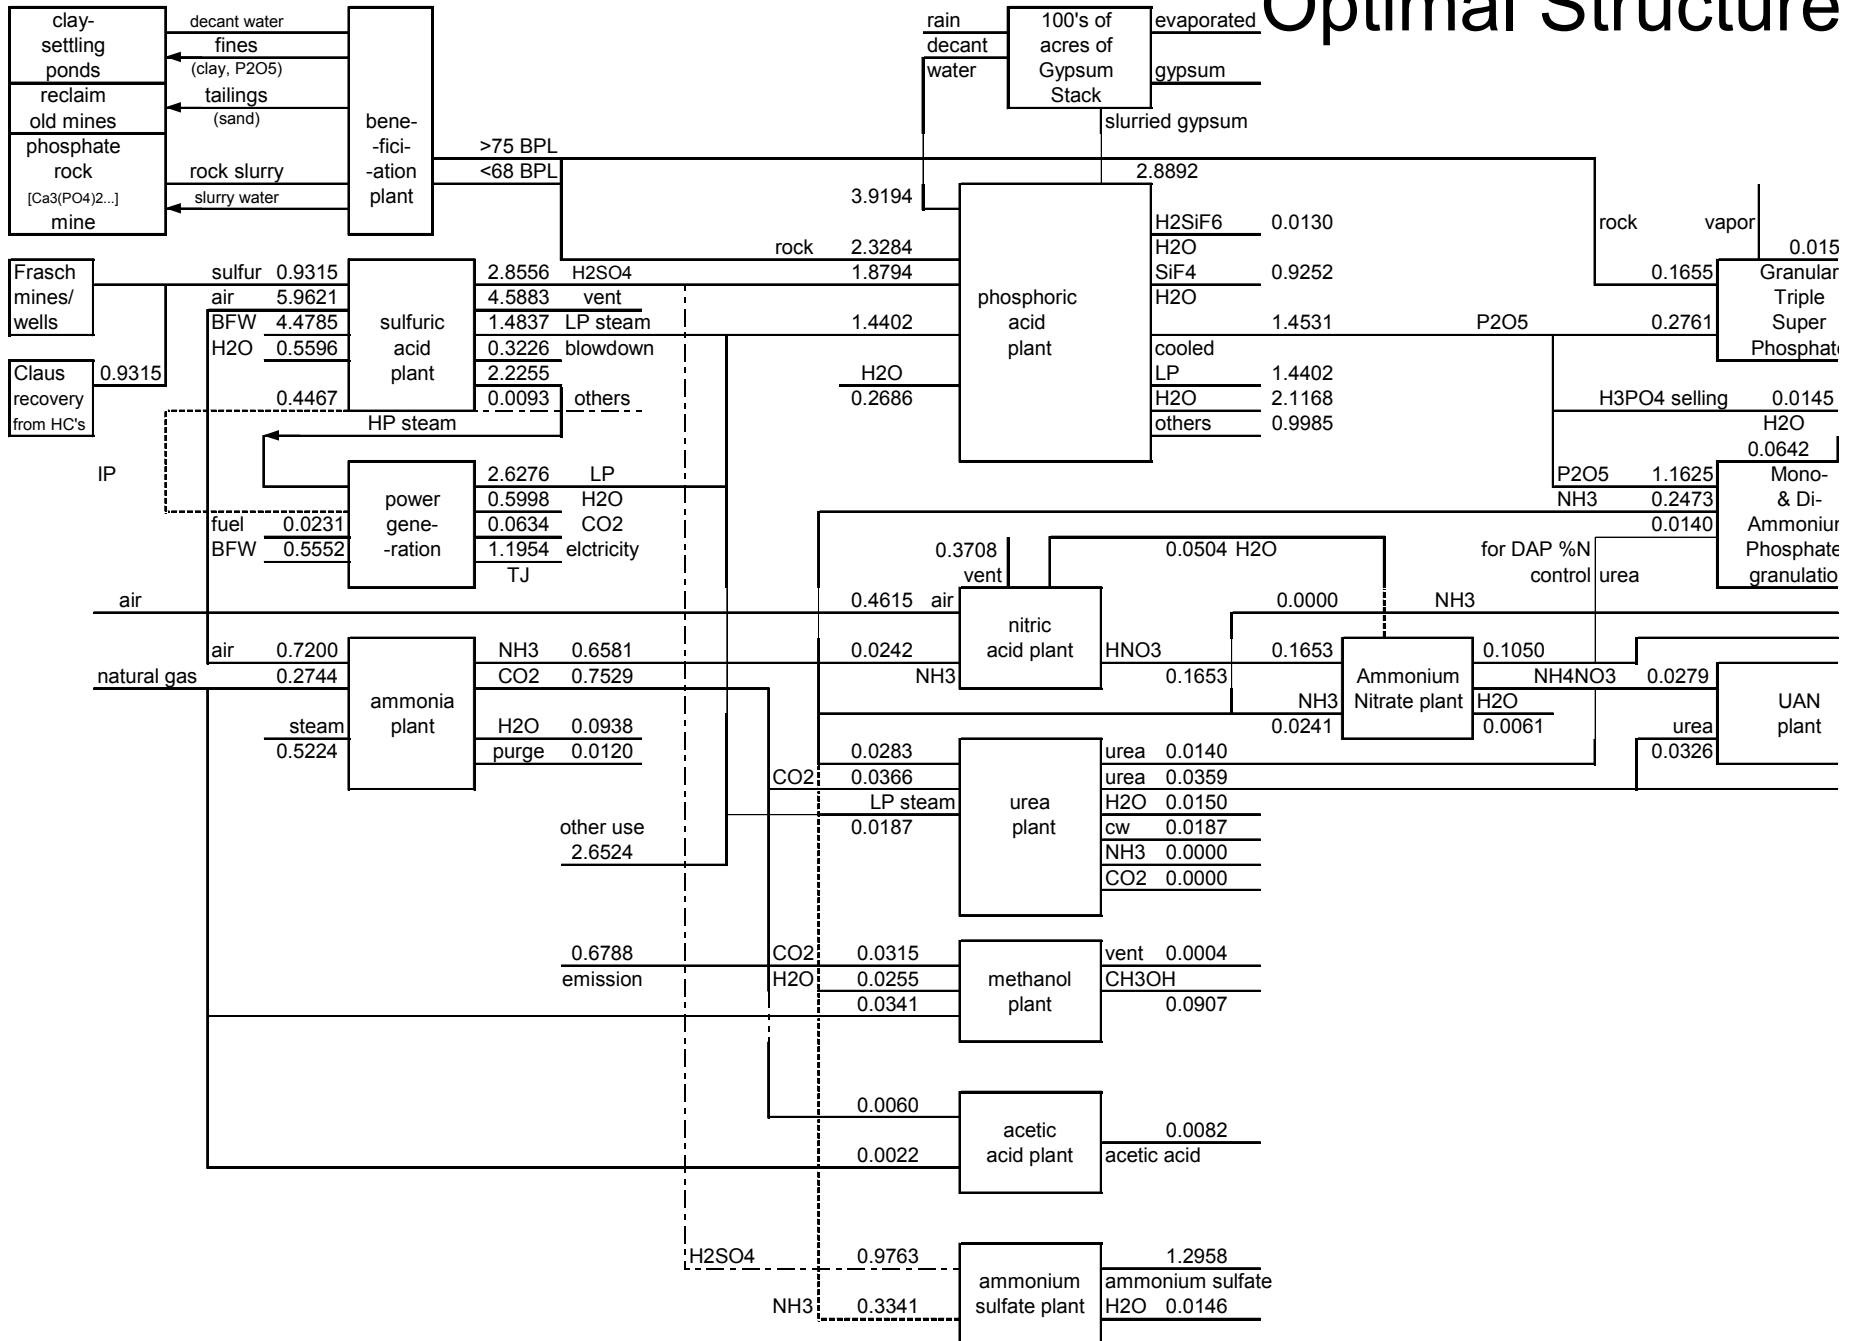 Optimal Structure
clay-
settling
ponds
reclaim
old mines
phosphate
rock
[Ca3(PO4)2...]
mine
decant water
fines
(clay, P2O5)
tailings
(sand)
rock slurry
slurry water
bene-
-fici-
-ation
plant
>75 BPL
<68 BPL
rain
decant
water
100's of
acres of
Gypsum
Stack
evaporated
gypsum
slurried gypsum
2.8892
3.9194
rock 2.3284
1.8794
1.4402
H2O
0.2686
phosphoric
acid
plant
H2SiF6 0.0130
H2O
SiF4 0.9252
H2O
1.4531 P2O5
cooled
LP 1.4402
H2O 2.1168
others 0.9985
rock
vapor
0.015
0.1655
0.2761
Granular
Triple
Super
Phosphate
H3PO4 selling 0.0145
H2O
0.0642
P2O5 1.1625
NH3 0.2473
0.0140
Mono-
& Di-
Ammonium
Phosphate
granulatio
for DAP %N
control
urea
Frasch
mines/
wells
Claus
recovery
from HC's
0.9315
sulfur 0.9315
air 5.9621
BFW 4.4785
H2O 0.5596
0.4467
sulfuric
acid
plant
2.8556 H2SO4
4.5883 vent
1.4837 LP steam
0.3226 blowdown
2.2255
0.0093 others
HP steam
IP
fuel 0.0231
BFW 0.5552
power
gene-
-ration
2.6276 LP
0.5998 H2O
0.0634 CO2
1.1954 elctricity
TJ
air
0.4615 air
0.3708
vent
0.0504 H2O
nitric
acid plant
0.0242
NH3
HNO3
0.1653
0.0000 NH3
0.1653
NH3
0.0241
Ammonium
Nitrate plant
0.1050
NH4NO3 0.0279
H2O
0.0061
urea
0.0326
UAN
plant
air 0.7200
natural gas 0.2744
steam
0.5224
ammonia
plant
NH3 0.6581
CO2 0.7529
H2O 0.0938
purge 0.0120
0.0283
CO2 0.0366
LP steam
0.0187
urea
plant
urea 0.0140
urea 0.0359
H2O 0.0150
cw 0.0187
NH3 0.0000
CO2 0.0000
other use
2.6524
0.6788
emission
CO2 0.0315
H2O 0.0255
0.0341
methanol
plant
vent 0.0004
CH3OH
0.0907
0.0060
0.0022
acetic
acid plant
0.0082
acetic acid
H2SO4 0.9763
NH3 0.3341
ammonium
sulfate plant
1.2958
ammonium sulfate
H2O 0.0146